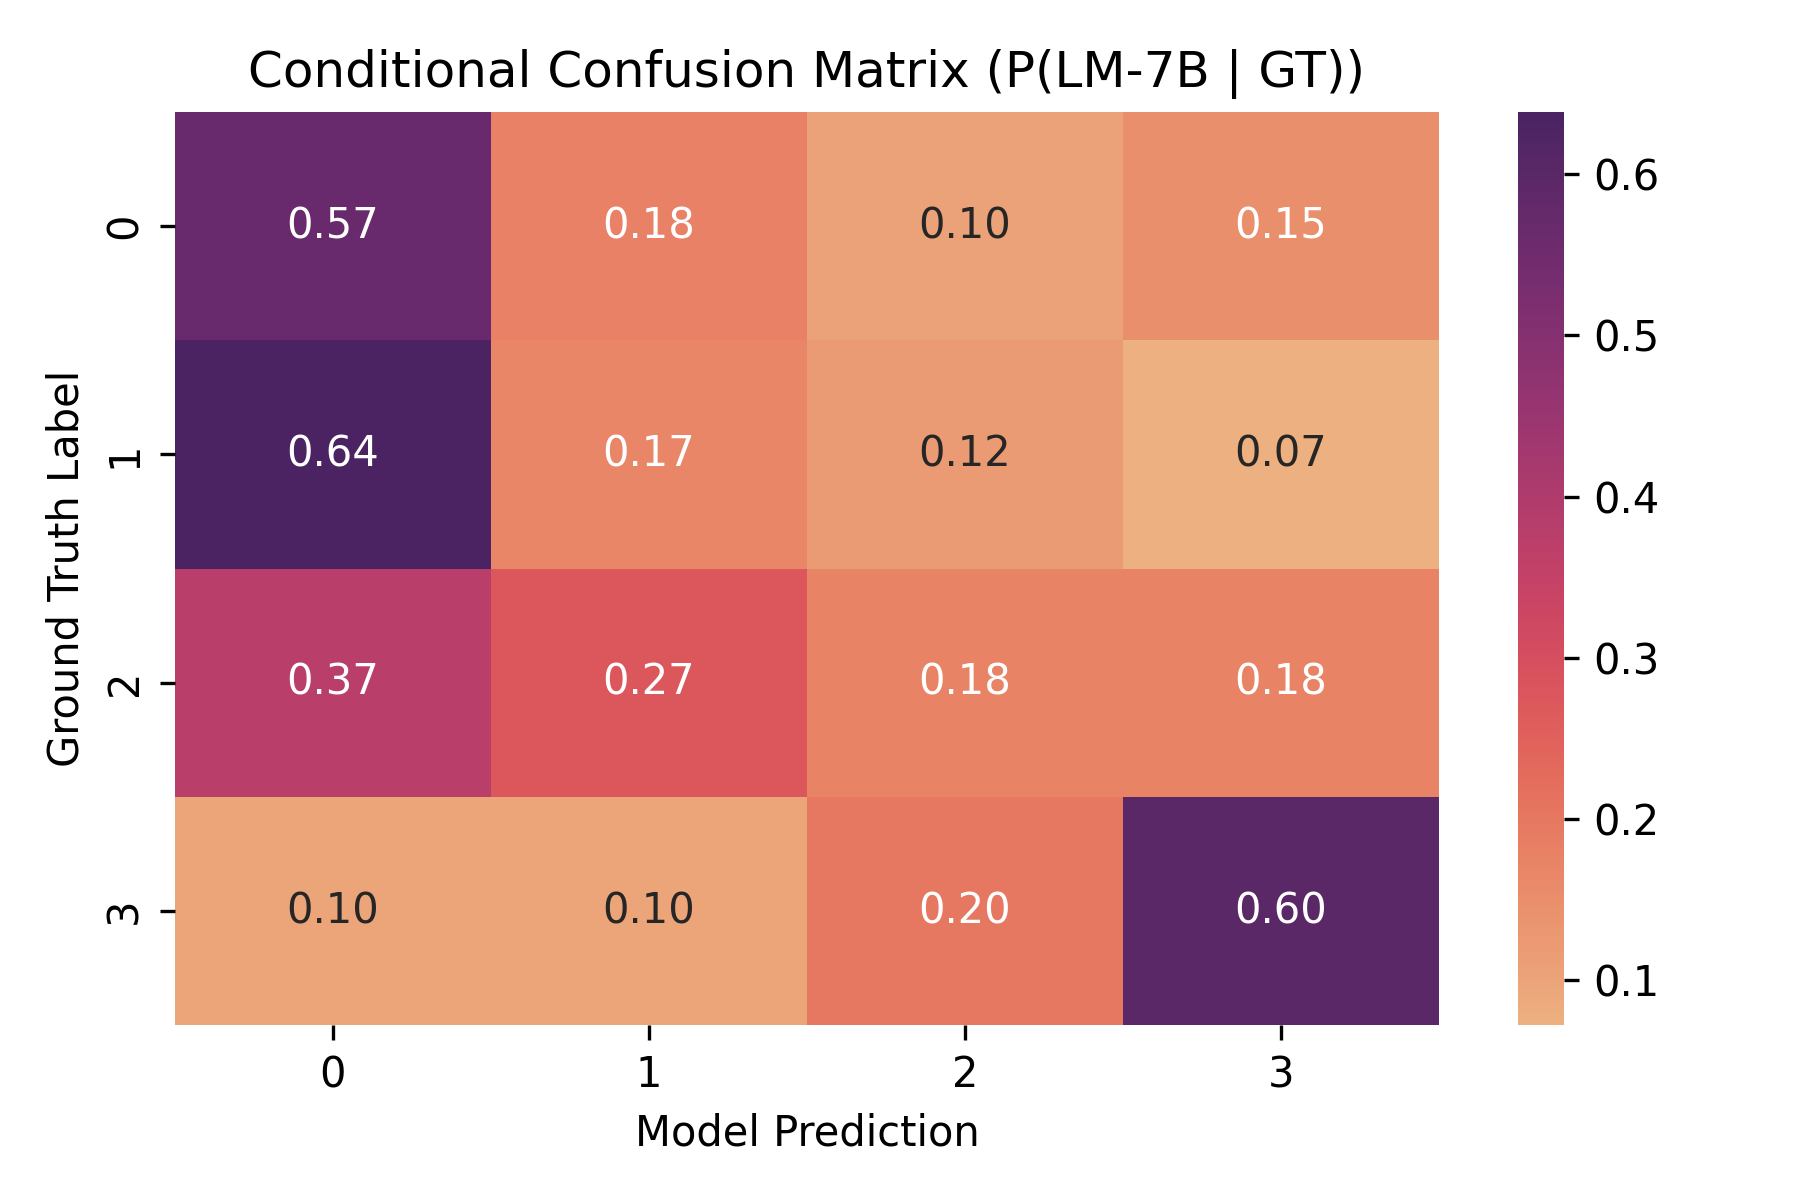 Conditional Confusion Matrix (P(LM-7B | GT))
Ground Truth Label
0 0.57 0.18 0.10 0.15
1 0.64 0.17 0.12 0.07
2 0.37 0.27 0.18 0.18
3 0.10 0.10 0.20 0.60
0 1 2 3
Model Prediction
0.6
0.5
0.4
0.3
0.2
0.1